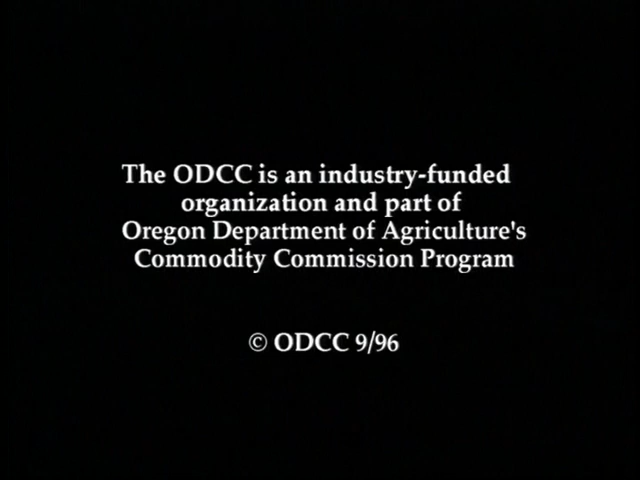 The ODCC is an industry-funded
organization and part of
Oregon Department of Agriculture's
Commodity Commission Program
© ODCC 9/96